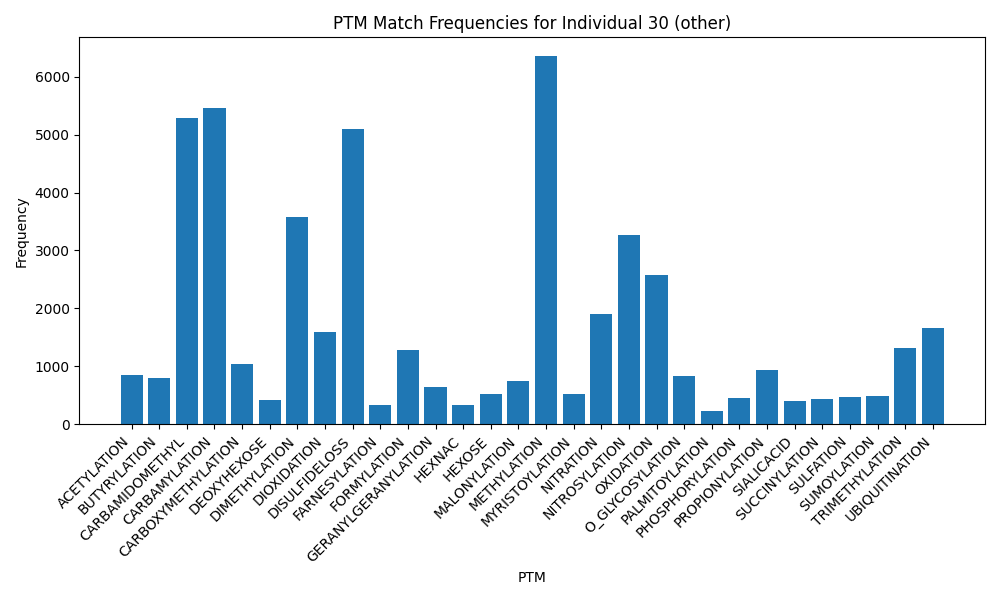 PTM Match Frequencies for Individual 30 (other)
Frequency
6000
5000
4000
3000
2000
1000
0
ACETYLATION
BUTYRYLATION
CARBAMIDOMETHYL
CARBAMYLATION
CARBOXYMETHYLATION
DEOXYHEXOSE
DIMETHYLATION
DIOXIDATION
DISULFIDELOSS
FARNESYLATION
FORMYLATION
GERANYLGERANYLATION
HEXNAC
HEXOSE
MALONYLATION
METHYLATION
MYRISTOYLATION
NITRATION
NITROSYLATION
OXIDATION
O_GLYCOSYLATION
PALMITOYLATION
PHOSPHORYLATION
PROPIONYLATION
SIALICACID
SUCCINYLATION
SULFATION
SUMOYLATION
TRIMETHYLATION
UBIQUITINATION
PTM